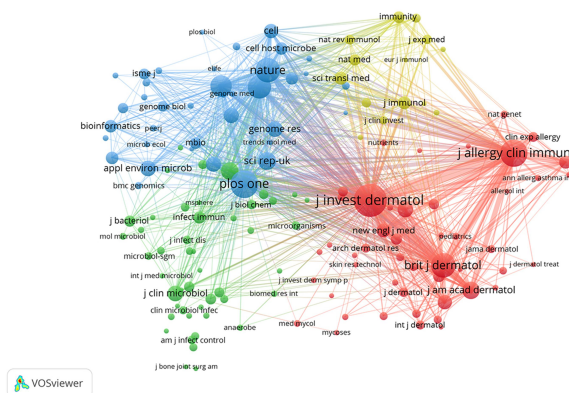 immunity
plos biol
cell
nat rev immunol
j exp med
cell host microbe
nat med
eur j immunol
isme j
elife
nature
sci transl med
genome med
genome biol
j immunol
nat genet
j clin invest
bioinformatics
peerj
genome res
clin exp allergy
microb ecol
mbio
trends mol med
nutrients
j allergy clin immun
appl environ microb
sci rep-uk
ann allergy asthma im
bmc genomics
plos one
allergol int
msphere
j biol chem
j invest dermatol
j bacteriol
infect immun
microorganisms
new engl j med
mol microbiol
j infect dis
pediatrics
arch dermatol res
jama dermatol
microbiol-sgm
skin res technol
brit j dermatol
j dermatol treat
int j med microbiol
j invest derm symp p
j clin microbiol
biomed res int
j dermatol
j am acad dermatol
clin microbiol infec
anaerobe
med mycol
int j dermatol
mycoses
am j infect control
j bone joint surg am
VOSviewer